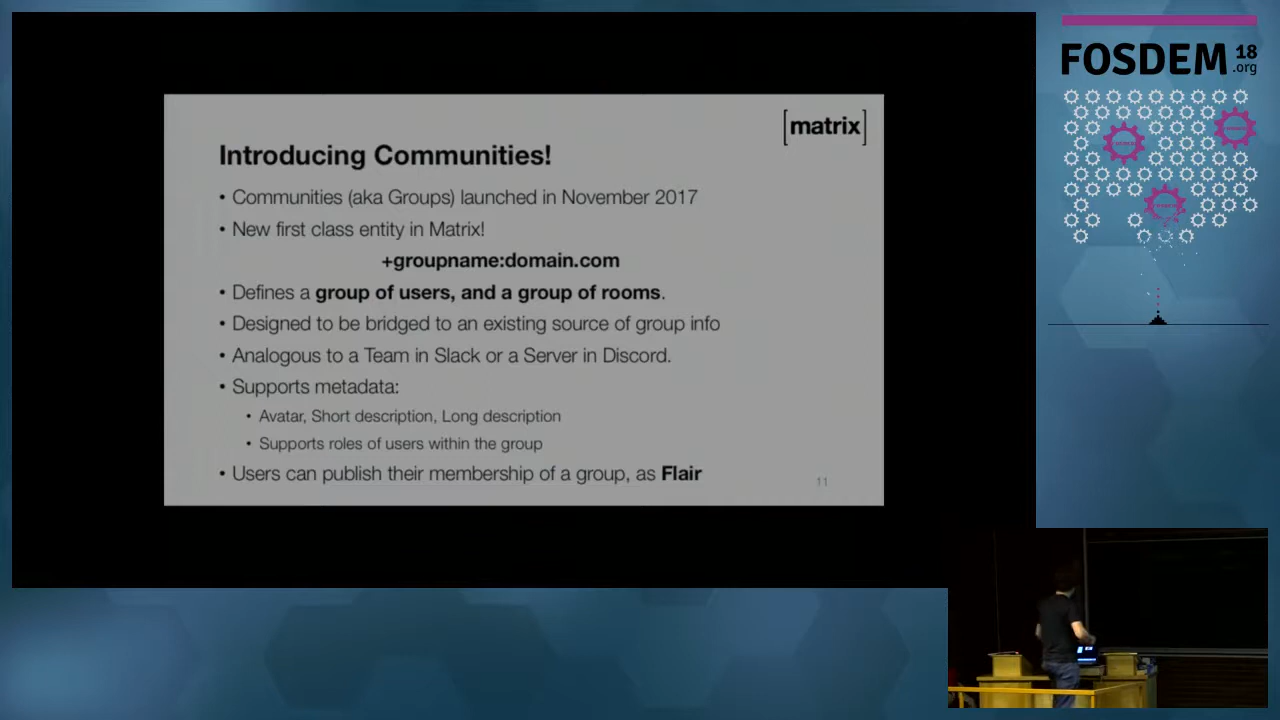 [matrix]
Introducing Communities!
• Communities (aka Groups) launched in November 2017
• New first class entity in Matrix!
+groupname:domain.com
• Defines a group of users, and a group of rooms.
• Designed to be bridged to an existing source of group info
• Analogous to a Team in Slack or a Server in Discord.
• Supports metadata:
• Avatar, Short description, Long description
• Supports roles of users within the group
• Users can publish their membership of a group, as Flair
11
FOSDEM 18
.org